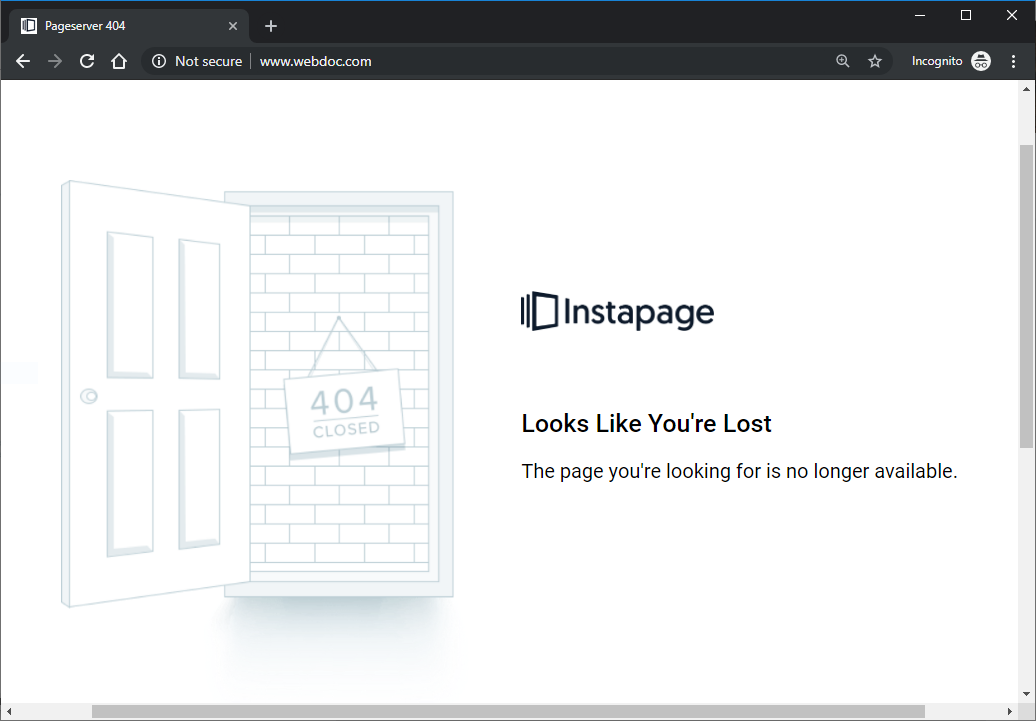 Pageserver 404
Not secure www.webdoc.com Incognito
404
CLOSED
Instapage
Looks Like You're Lost
The page you're looking for is no longer available.